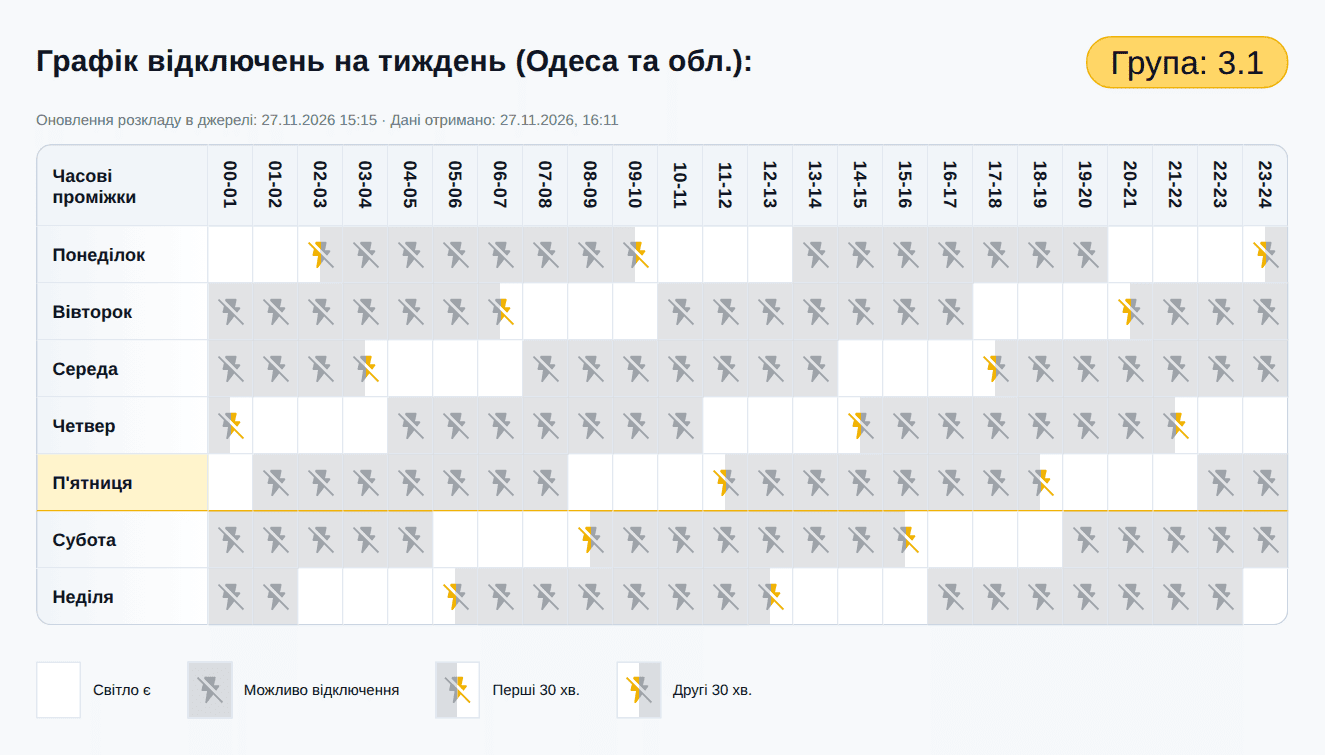 Графік відключень на тиждень (Одеса та обл.):
Група: 3.1
Оновлення розкладу в джерелі: 27.11.2026 15:15 · Дані отримано: 27.11.2026, 16:11
Часові
проміжки
00-01
01-02
02-03
03-04
04-05
05-06
06-07
07-08
08-09
09-10
10-11
11-12
12-13
13-14
14-15
15-16
16-17
17-18
18-19
19-20
20-21
21-22
22-23
23-24
Понеділок
Вівторок
Середа
Четвер
П'ятниця
Субота
Неділя
Світло є
Можливо відключення
Перші 30 хв.
Другі 30 хв.